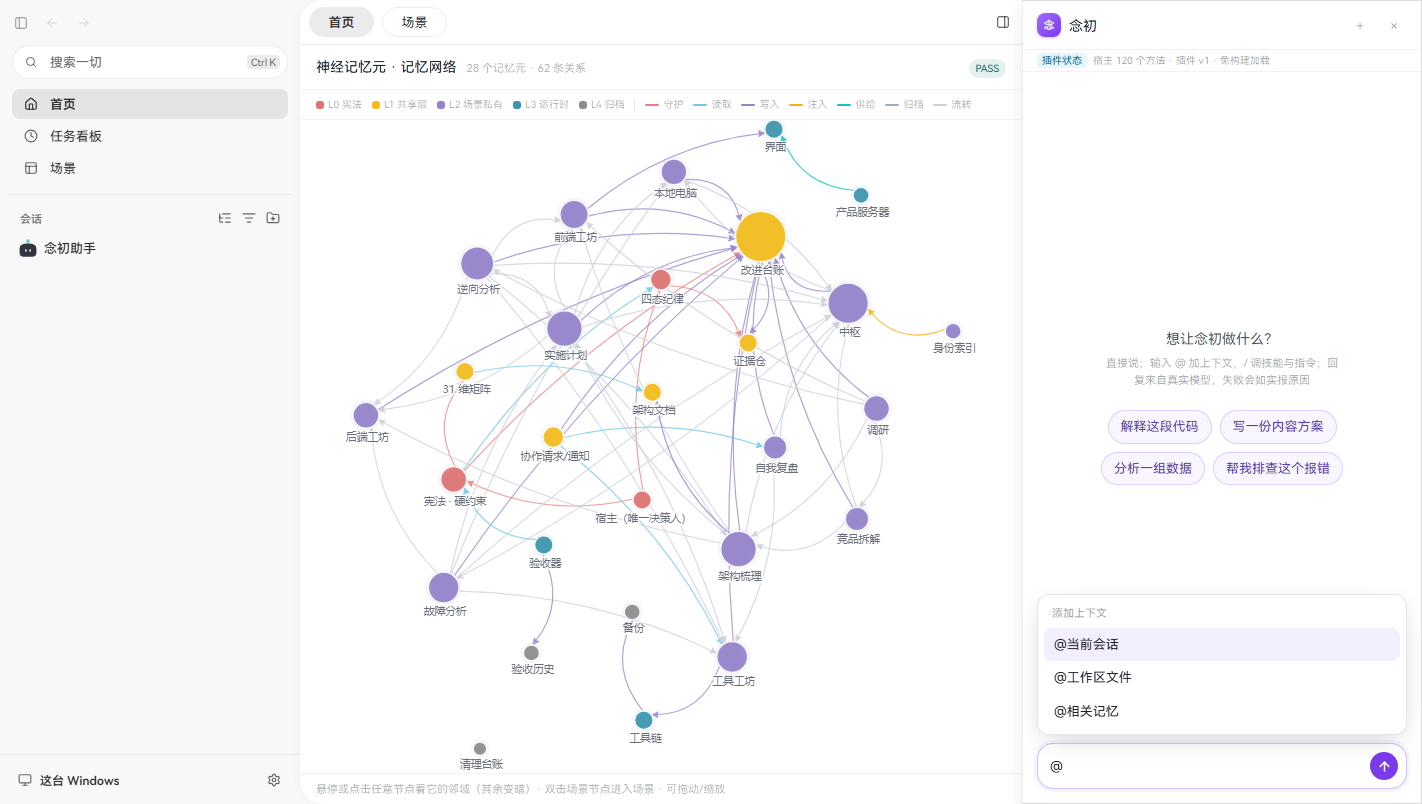 搜索一切
Ctrl K
首页
任务看板
场景
会话
念初助手
这台 Windows
首页
场景
神经记忆元 · 记忆网络
28 个记忆元 · 62 条关系
PASS
L0 宪法
L1 共享层
L2 场景私有
L3 运行时
L4 归档
守护
读取
写入
注入
供给
归档
流转
界面
本地电脑
产品服务器
前端工坊
改进台账
逆向分析
四态纪律
中枢
身份索引
实施计划
证据仓
31 维矩阵
架构文档
后端工坊
调研
协作请求/通知
自我复盘
宪法 · 硬约束
宿主（唯一决策人）
竞品拆解
验收器
架构梳理
故障分析
备份
验收历史
工具工坊
工具链
清理台账
悬停或点击任意节点看它的邻域（其余变暗）· 双击场景节点进入场景 · 可拖动/缩放
念
念初
插件状态
宿主 120 个方法 · 插件 v1 · 免构建加载
想让念初做什么?
直接说；输入 @ 加上下文，/ 调技能与指令；回
复来自真实模型，失败会如实报原因
解释这段代码
写一份内容方案
分析一组数据
帮我排查这个报错
添加上下文
@当前会话
@工作区文件
@相关记忆
@